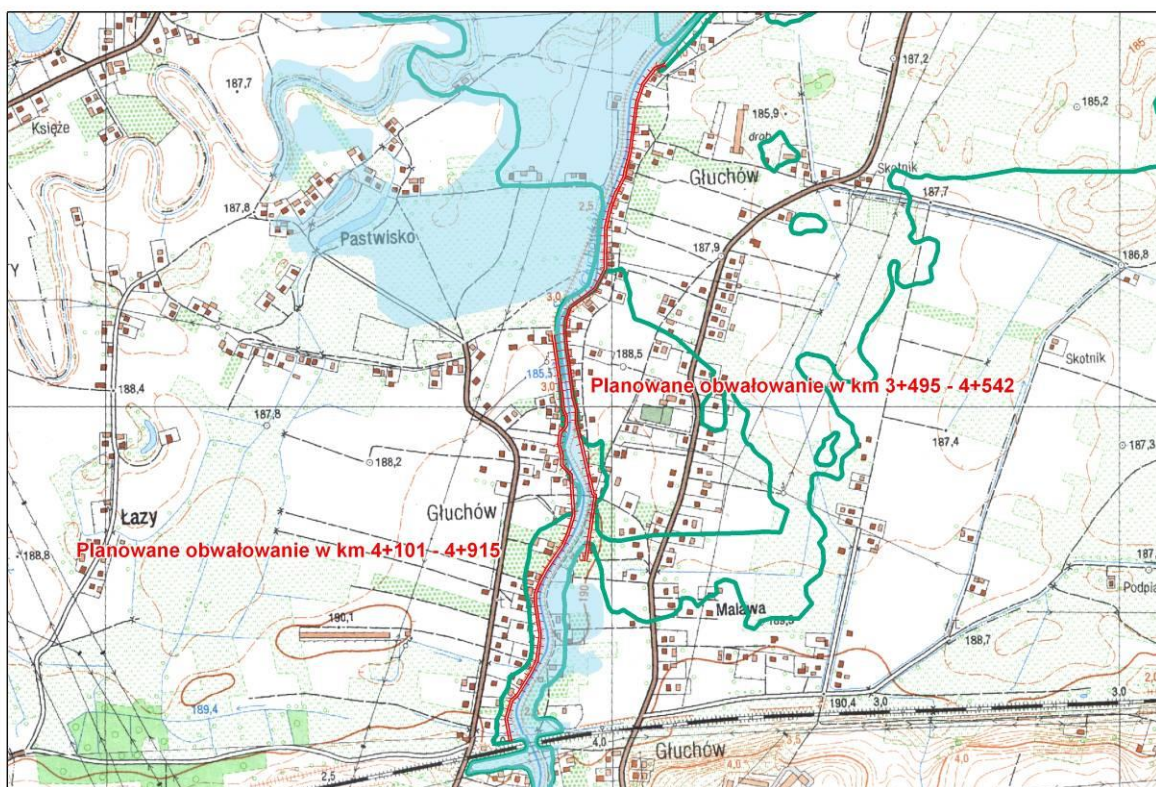 187,2
187,7
185
185,9
185,2
Księże
drob.
Głuchów
Skotnik
187,7
2,5
187,8
Pastwisko
187,9
186,8
3,0
188,5
Skotnik
185,5
188,4
3,0
Planowane obwałowanie w km 3+495 - 4+542
187,8
187,4
187,3
188,2
Głuchów
Łazy
Planowane obwałowanie w km 4+101 - 4+915
188,8
190
Malawa
190,1
188,7
189,4
190,4
3,0
3,0
4,0
Głuchów
2,5
4,0
4,0